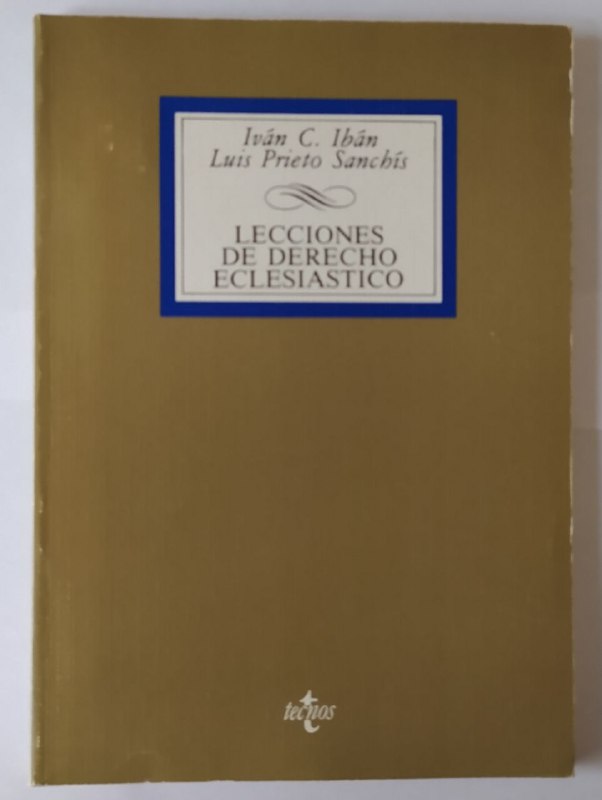 Iván C. Ibán
Luis Prieto Sanchís
LECCIONES
DE DERECHO
ECLESIASTICO
tecnos